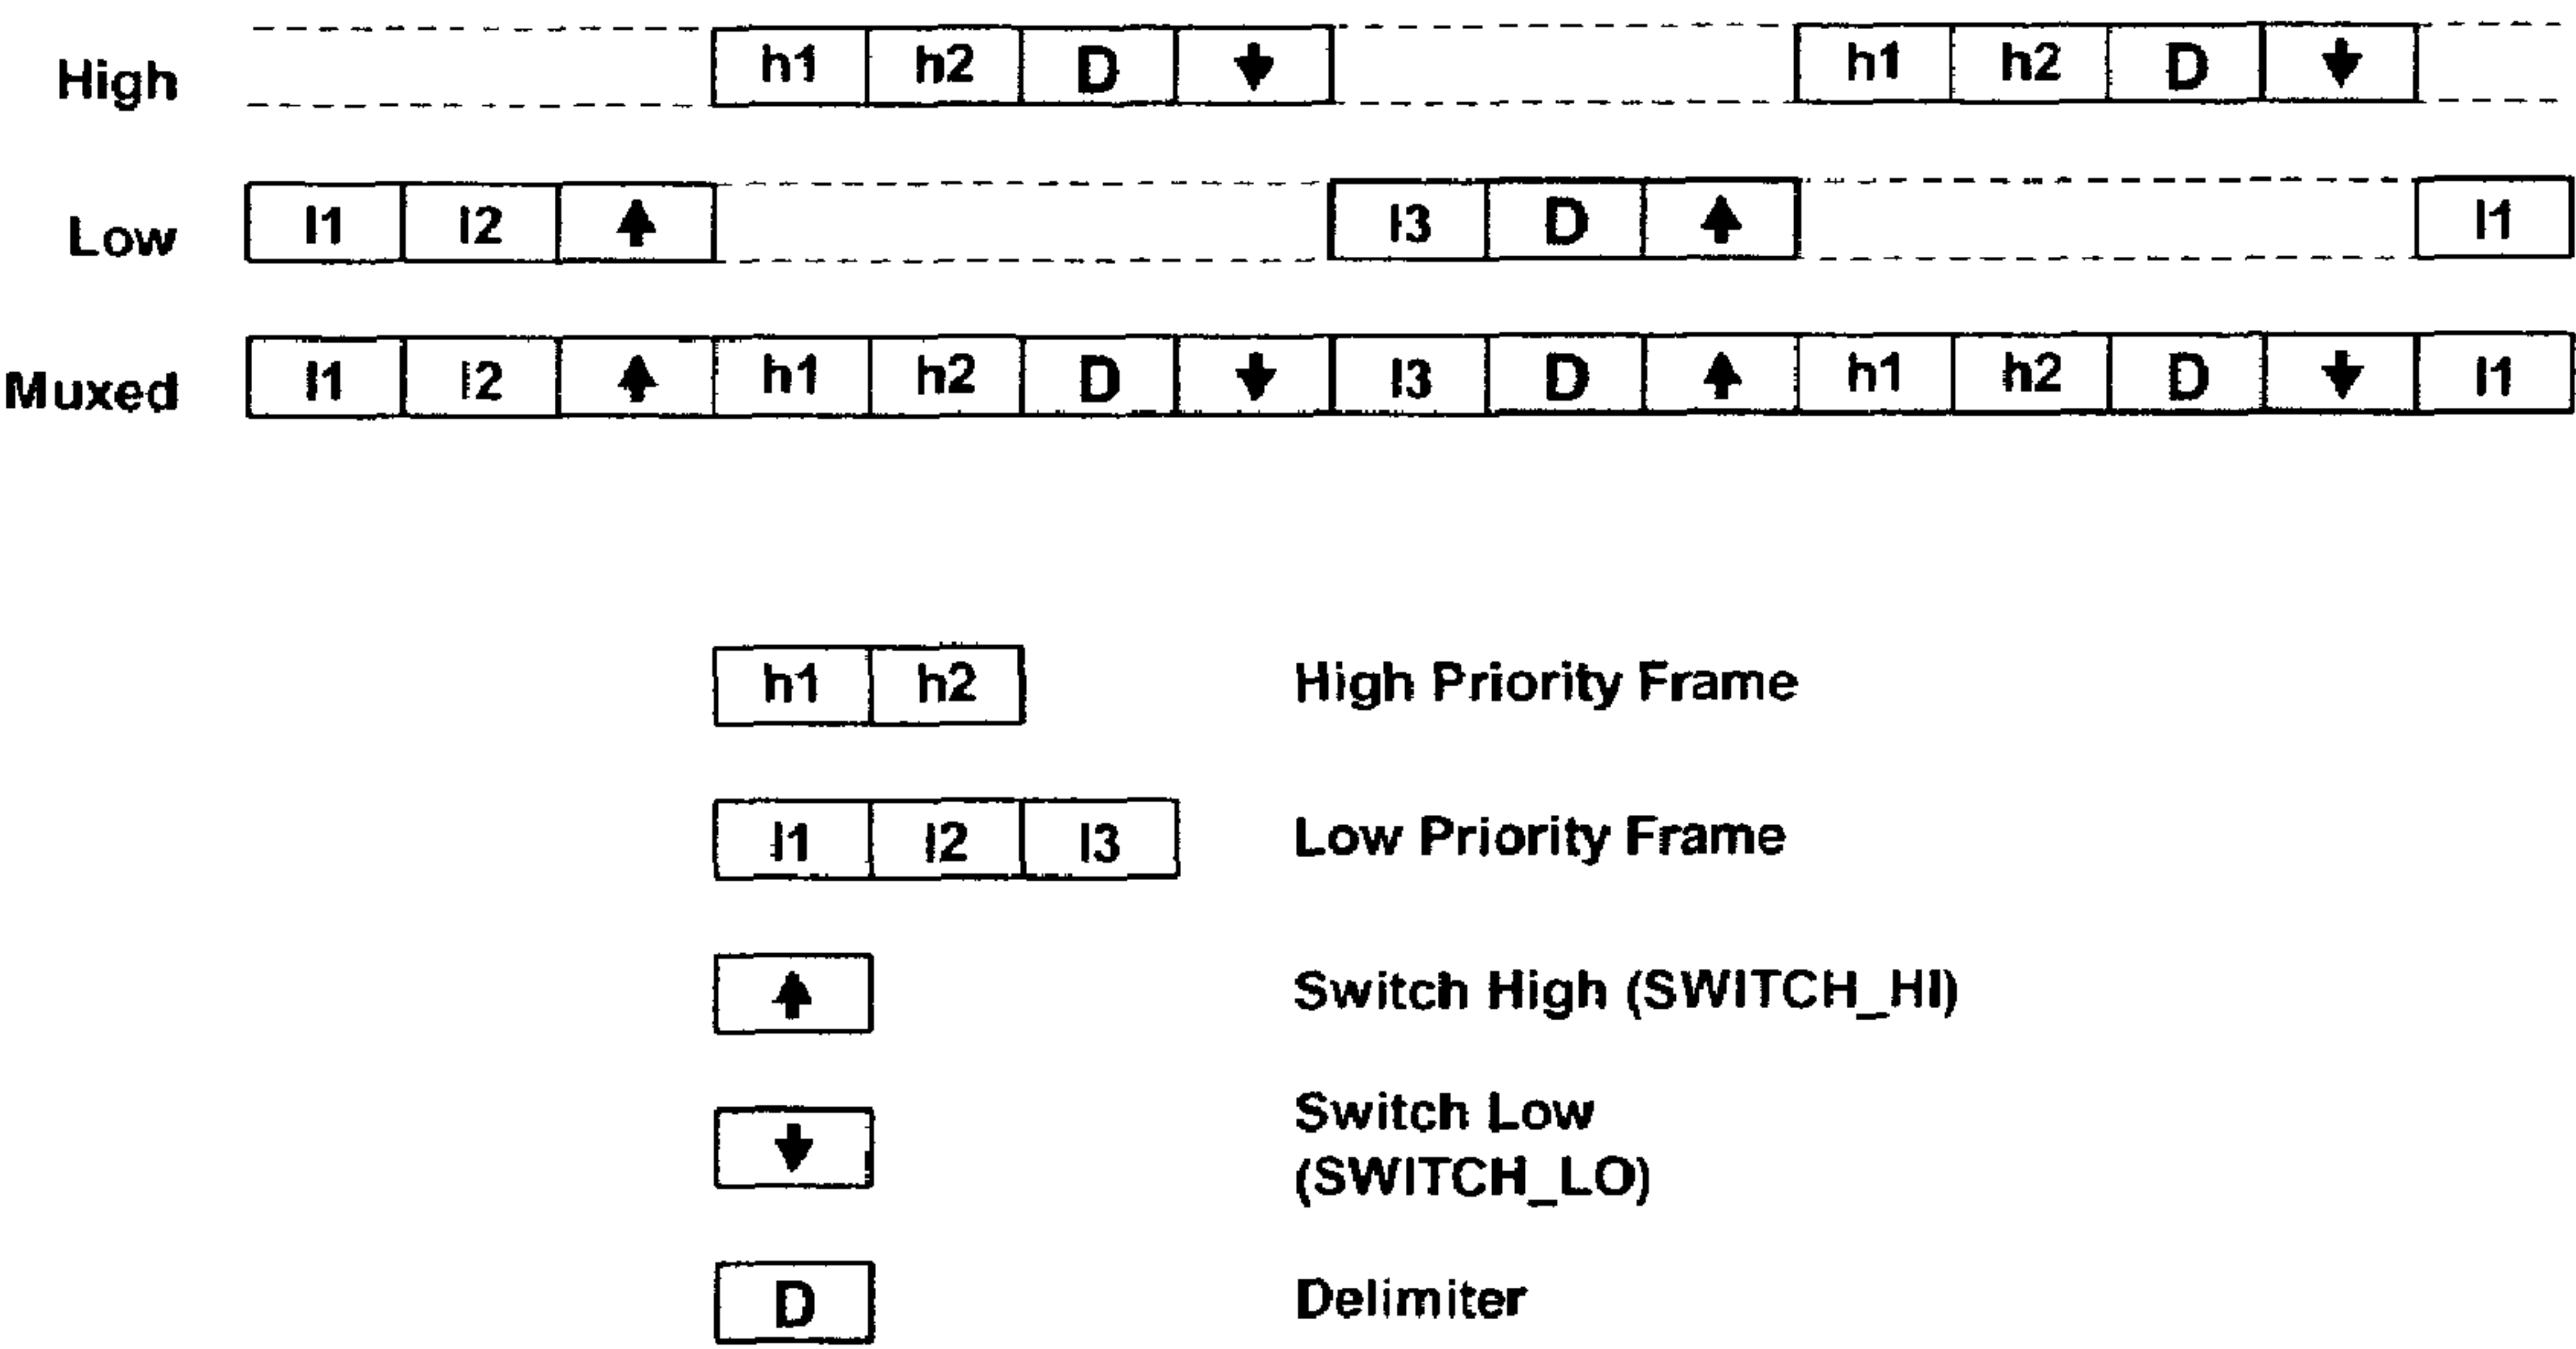 High h1 h2 D ↓ h1 h2 D ↓
Low l1 l2 ↑ l3 D ↑ l1
Muxed l1 l2 ↑ h1 h2 D ↓ l3 D ↑ h1 h2 D ↓ l1
h1 h2 High Priority Frame
l1 l2 l3 Low Priority Frame
↑ Switch High (SWITCH_HI)
↓ Switch Low
(SWITCH_LO)
D Delimiter